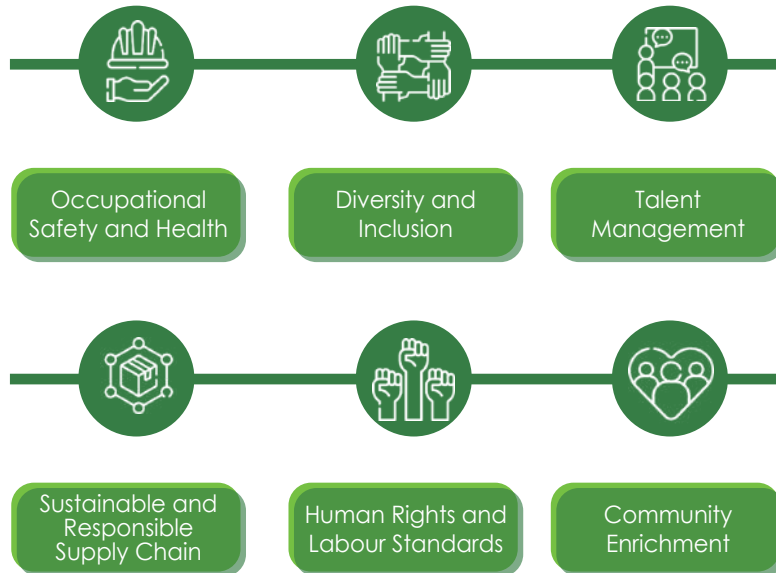 Occupational
Safety and Health
Diversity and
Inclusion
Talent
Management
Sustainable and
Responsible
Supply Chain
Human Rights and
Labour Standards
Community
Enrichment